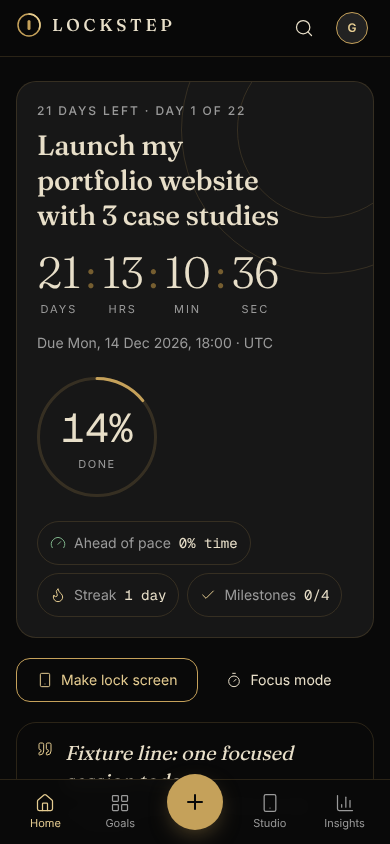 LOCKSTEP
G
21 DAYS LEFT · DAY 1 OF 22
Launch my
portfolio website
with 3 case studies
21 : 13 : 10 : 36
DAYS HRS MIN SEC
Due Mon, 14 Dec 2026, 18:00 · UTC
14%
DONE
Ahead of pace 0% time
Streak 1 day
Milestones 0/4
Make lock screen
Focus mode
Fixture line: one focused
session
Home
Goals
Studio
Insights